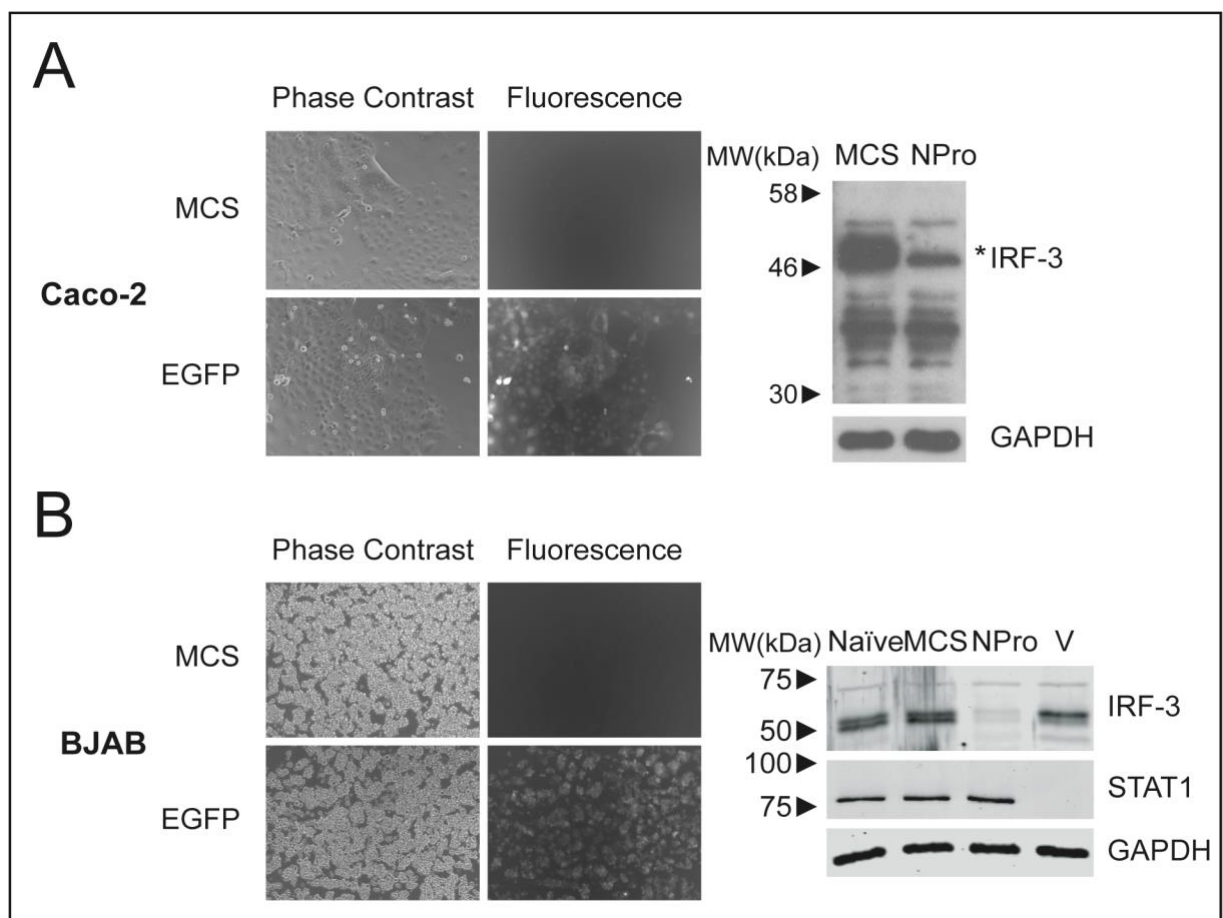 A
Phase Contrast Fluorescence
MCS
Caco-2
EGFP
MW(kDa) MCS NPro
58►
46►
*IRF-3
30►
GAPDH
B
Phase Contrast Fluorescence
MCS
BJAB
EGFP
MW(kDa) Naïve MCS NPro V
75►
IRF-3
50►
100►
STAT1
75►
GAPDH